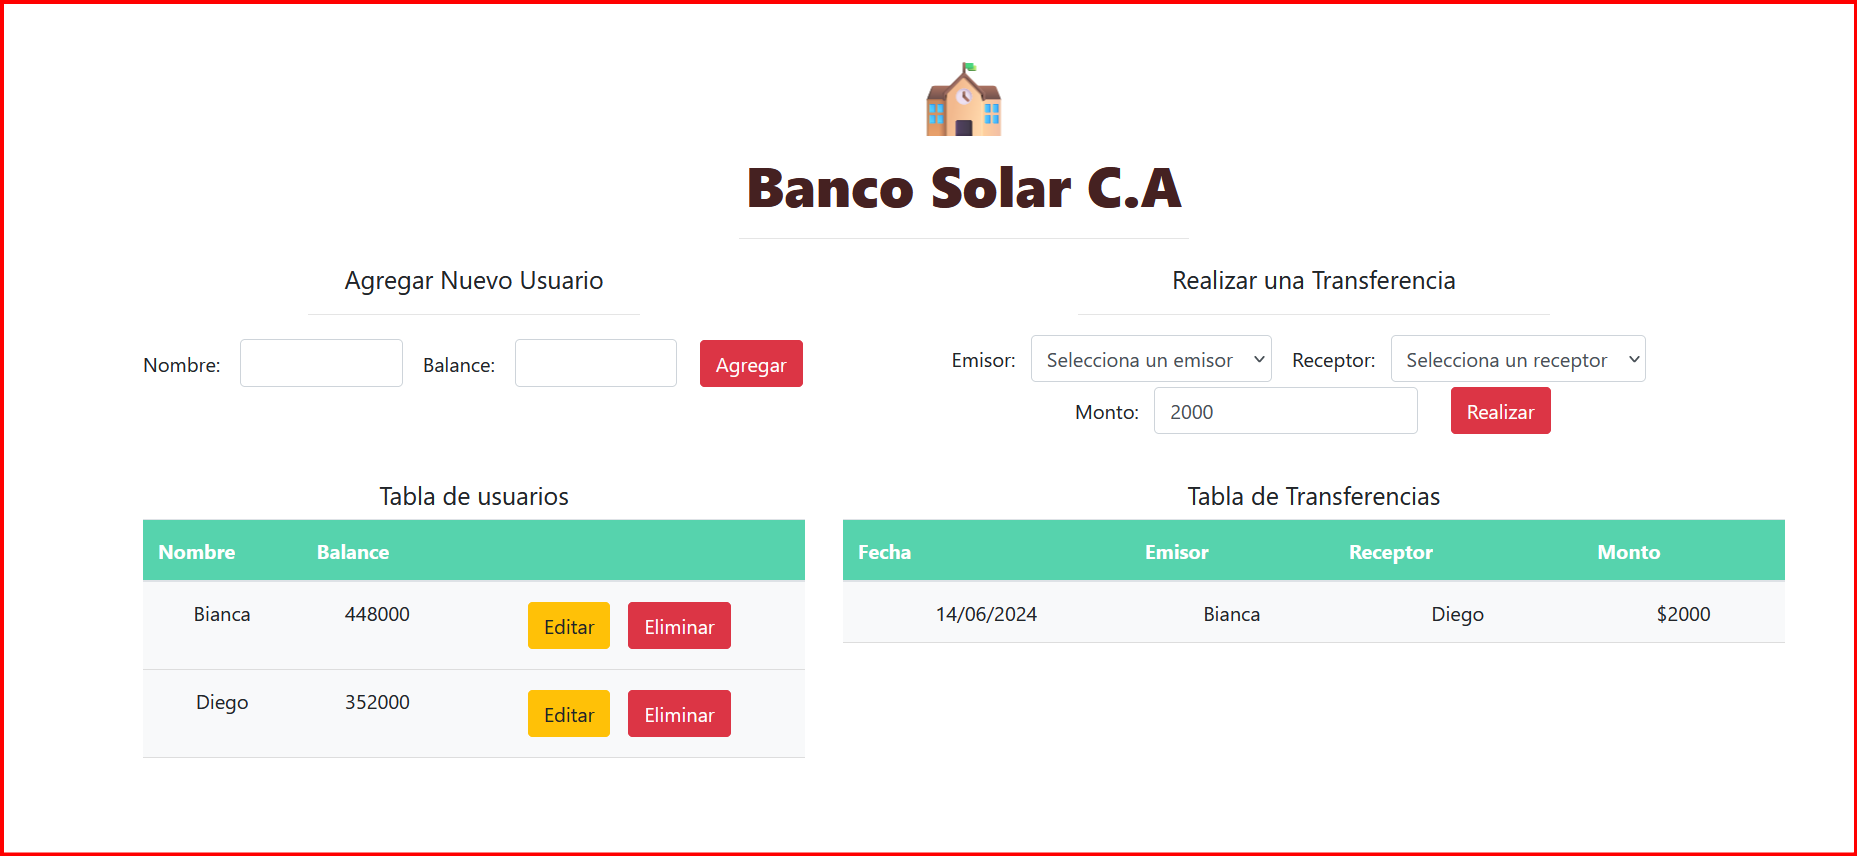 Banco Solar C.A
Agregar Nuevo Usuario
Nombre: Balance: Agregar
Realizar una Transferencia
Emisor: Selecciona un emisor Receptor: Selecciona un receptor
Monto: 2000 Realizar
Tabla de usuarios
Nombre Balance
Bianca 448000 Editar Eliminar
Diego 352000 Editar Eliminar
Tabla de Transferencias
Fecha Emisor Receptor Monto
14/06/2024 Bianca Diego $2000